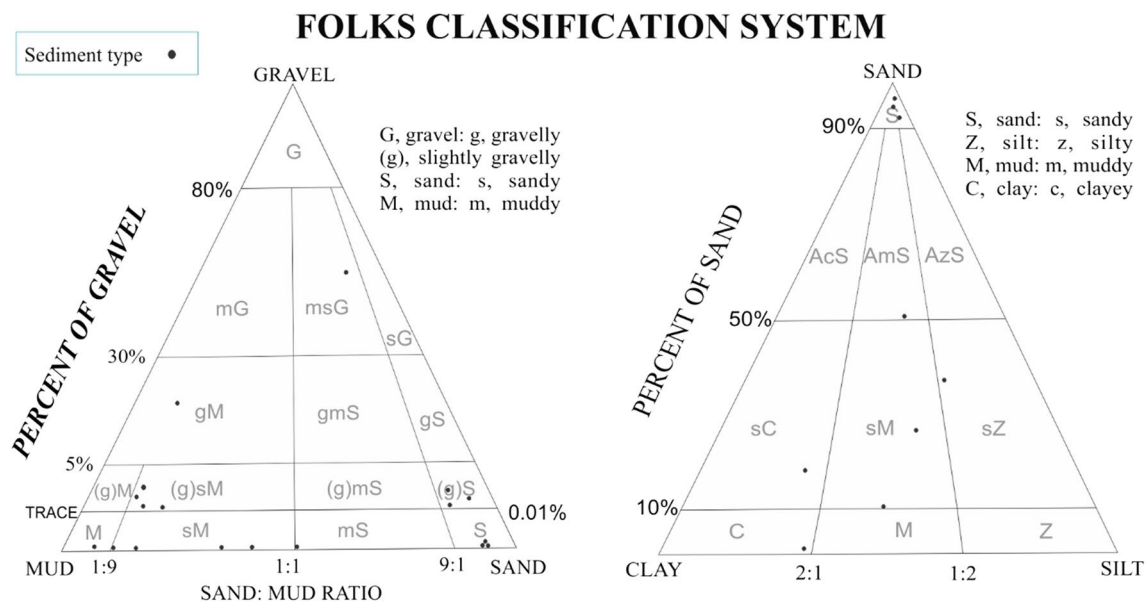 FOLKS CLASSIFICATION SYSTEM
Sediment type
GRAVEL
G, gravel: g, gravelly
(g), slightly gravelly
S, sand: s, sandy
M, mud: m, muddy
PERCENT OF GRAVEL
G
80%
mG
msG
sG
30%
gM
gmS
gS
5%
(g)M
(g)sM
(g)mS
(g)S
TRACE
0.01%
M
sM
mS
S
MUD
1:9
1:1
9:1
SAND
SAND: MUD RATIO
SAND
S, sand: s, sandy
Z, silt: z, silty
M, mud: m, muddy
C, clay: c, clayey
PERCENT OF SAND
S
90%
AcS
AmS
AzS
50%
sC
sM
sZ
10%
C
M
Z
CLAY
2:1
1:2
SILT